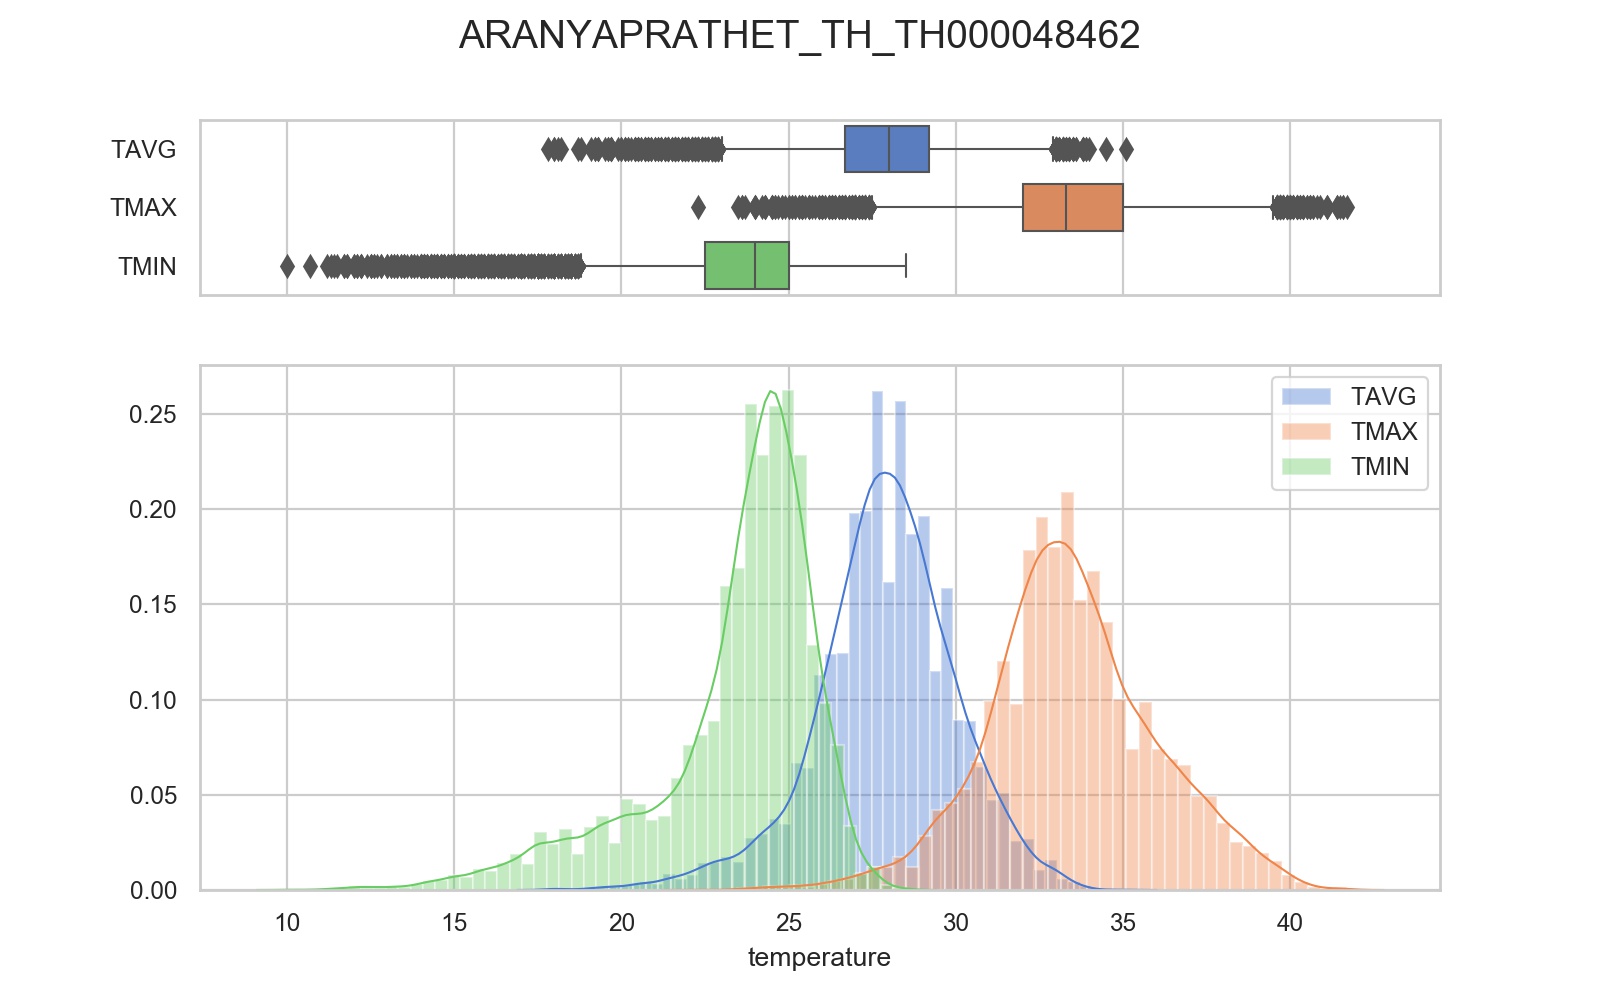 ARANYAPRATHET_TH_TH000048462
TAVG
TMAX
TMIN
0.25
0.20
0.15
0.10
0.05
0.00
TAVG
TMAX
TMIN
10 15 20 25 30 35 40
temperature